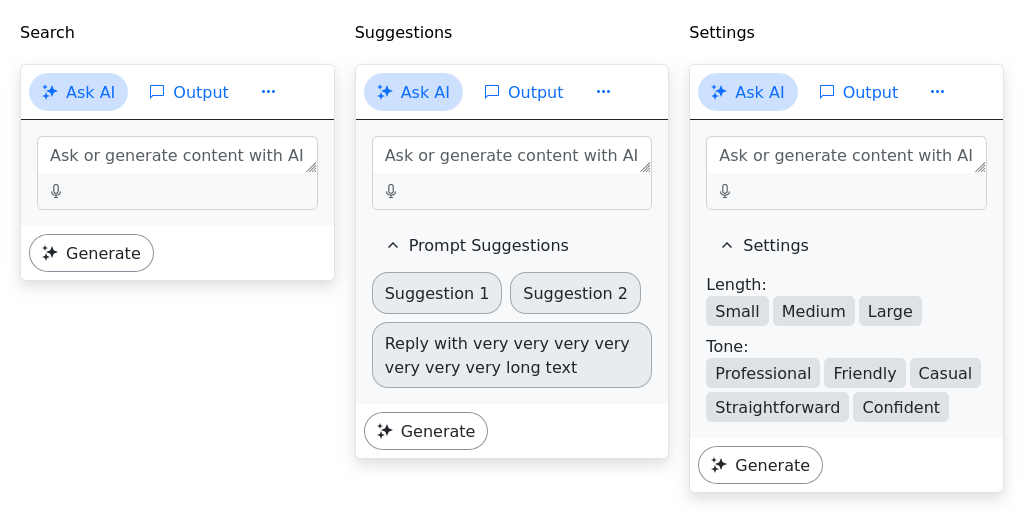 Search
Ask AI
Output
Ask or generate content with AI
Generate
Suggestions
Ask AI
Output
Ask or generate content with AI
Prompt Suggestions
Suggestion 1
Suggestion 2
Reply with very very very very
very very very long text
Generate
Settings
Ask AI
Output
Ask or generate content with AI
Settings
Length:
Small
Medium
Large
Tone:
Professional
Friendly
Casual
Straightforward
Confident
Generate